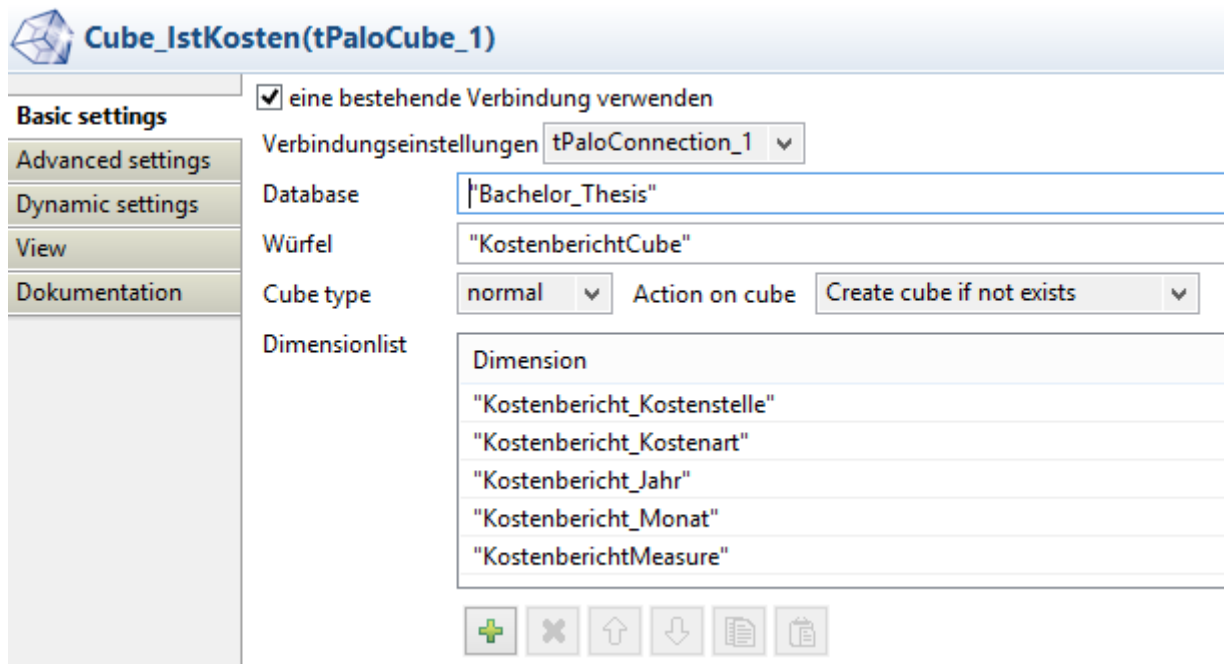 Cube_IstKosten(tPaloCube_1)
Basic settings
Advanced settings
Dynamic settings
View
Dokumentation
eine bestehende Verbindung verwenden
Verbindungseinstellungen tPaloConnection_1
Database "Bachelor_Thesis"
Würfel "KostenberichtCube"
Cube type normal Action on cube Create cube if not exists
Dimensionlist
Dimension
"Kostenbericht_Kostenstelle"
"Kostenbericht_Kostenart"
"Kostenbericht_Jahr"
"Kostenbericht_Monat"
"KostenberichtMeasure"